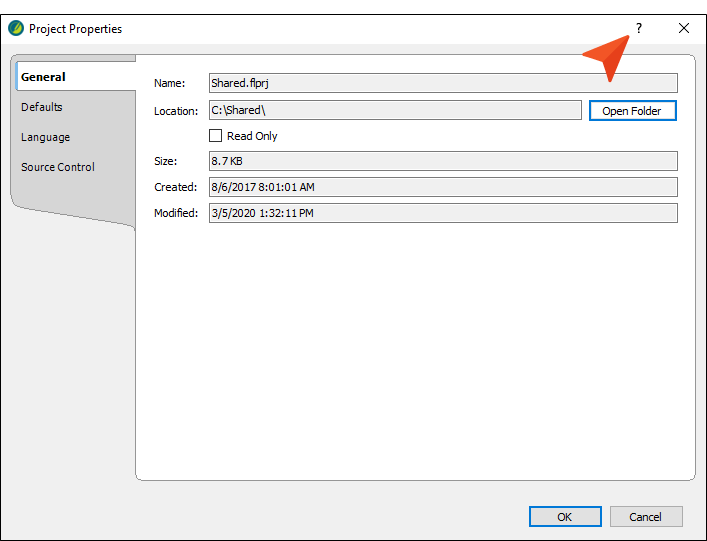 Project Properties
?
General
Defaults
Language
Source Control
Name: Shared.flprj
Location: C:\Shared\ Open Folder
Read Only
Size: 8.7 KB
Created: 8/6/2017 8:01:01 AM
Modified: 3/5/2020 1:32:11 PM
OK Cancel